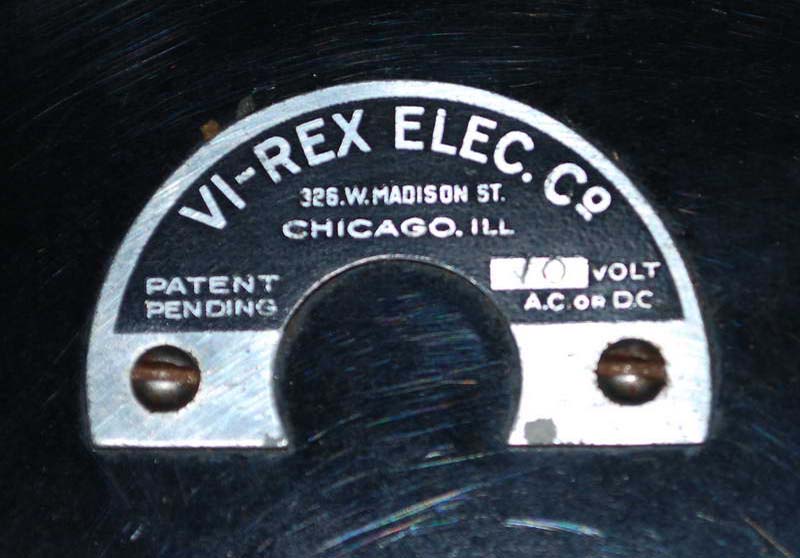 VI-REX ELEC. Cº
326.W.MADISON ST.
CHICAGO. ILL
PATENT
PENDING
VOLT
A.C. OR D.C